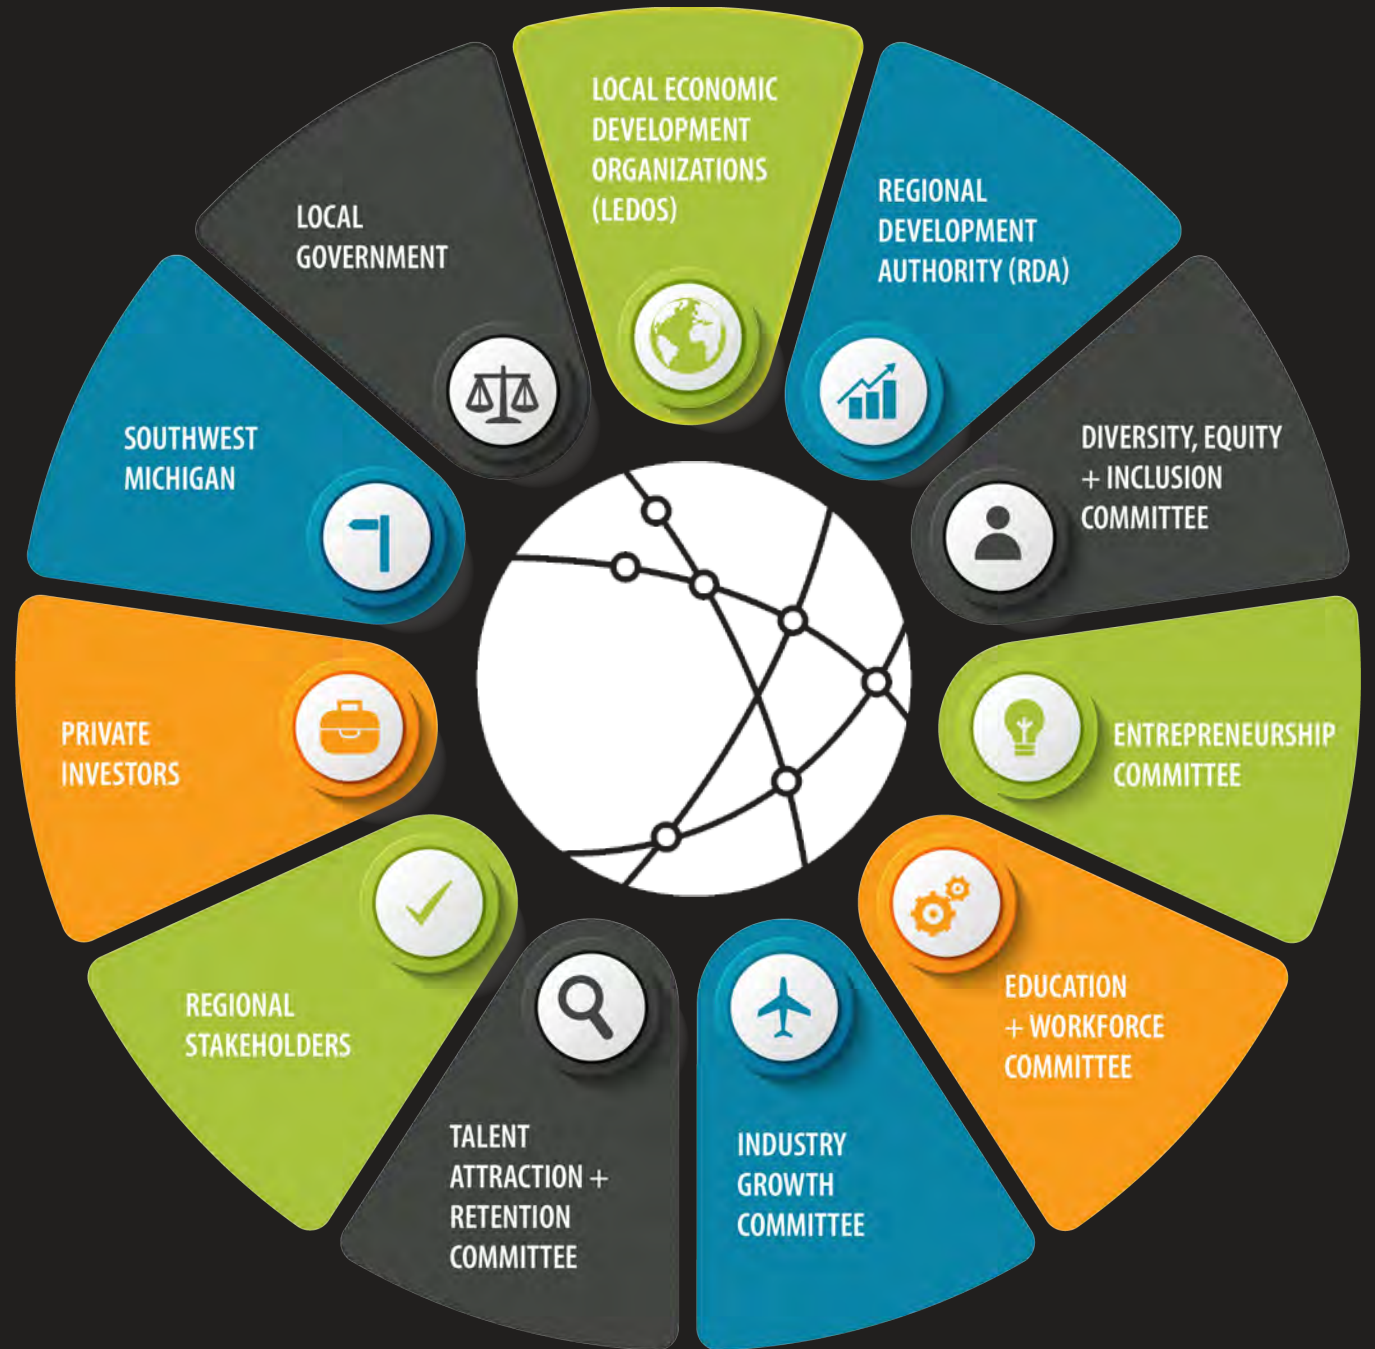 LOCAL ECONOMIC
DEVELOPMENT
ORGANIZATIONS
(LEDOS)
REGIONAL
DEVELOPMENT
AUTHORITY (RDA)
DIVERSITY, EQUITY
+ INCLUSION
COMMITTEE
ENTREPRENEURSHIP
COMMITTEE
EDUCATION
+ WORKFORCE
COMMITTEE
INDUSTRY
GROWTH
COMMITTEE
TALENT
ATTRACTION +
RETENTION
COMMITTEE
REGIONAL
STAKEHOLDERS
PRIVATE
INVESTORS
SOUTHWEST
MICHIGAN
LOCAL
GOVERNMENT